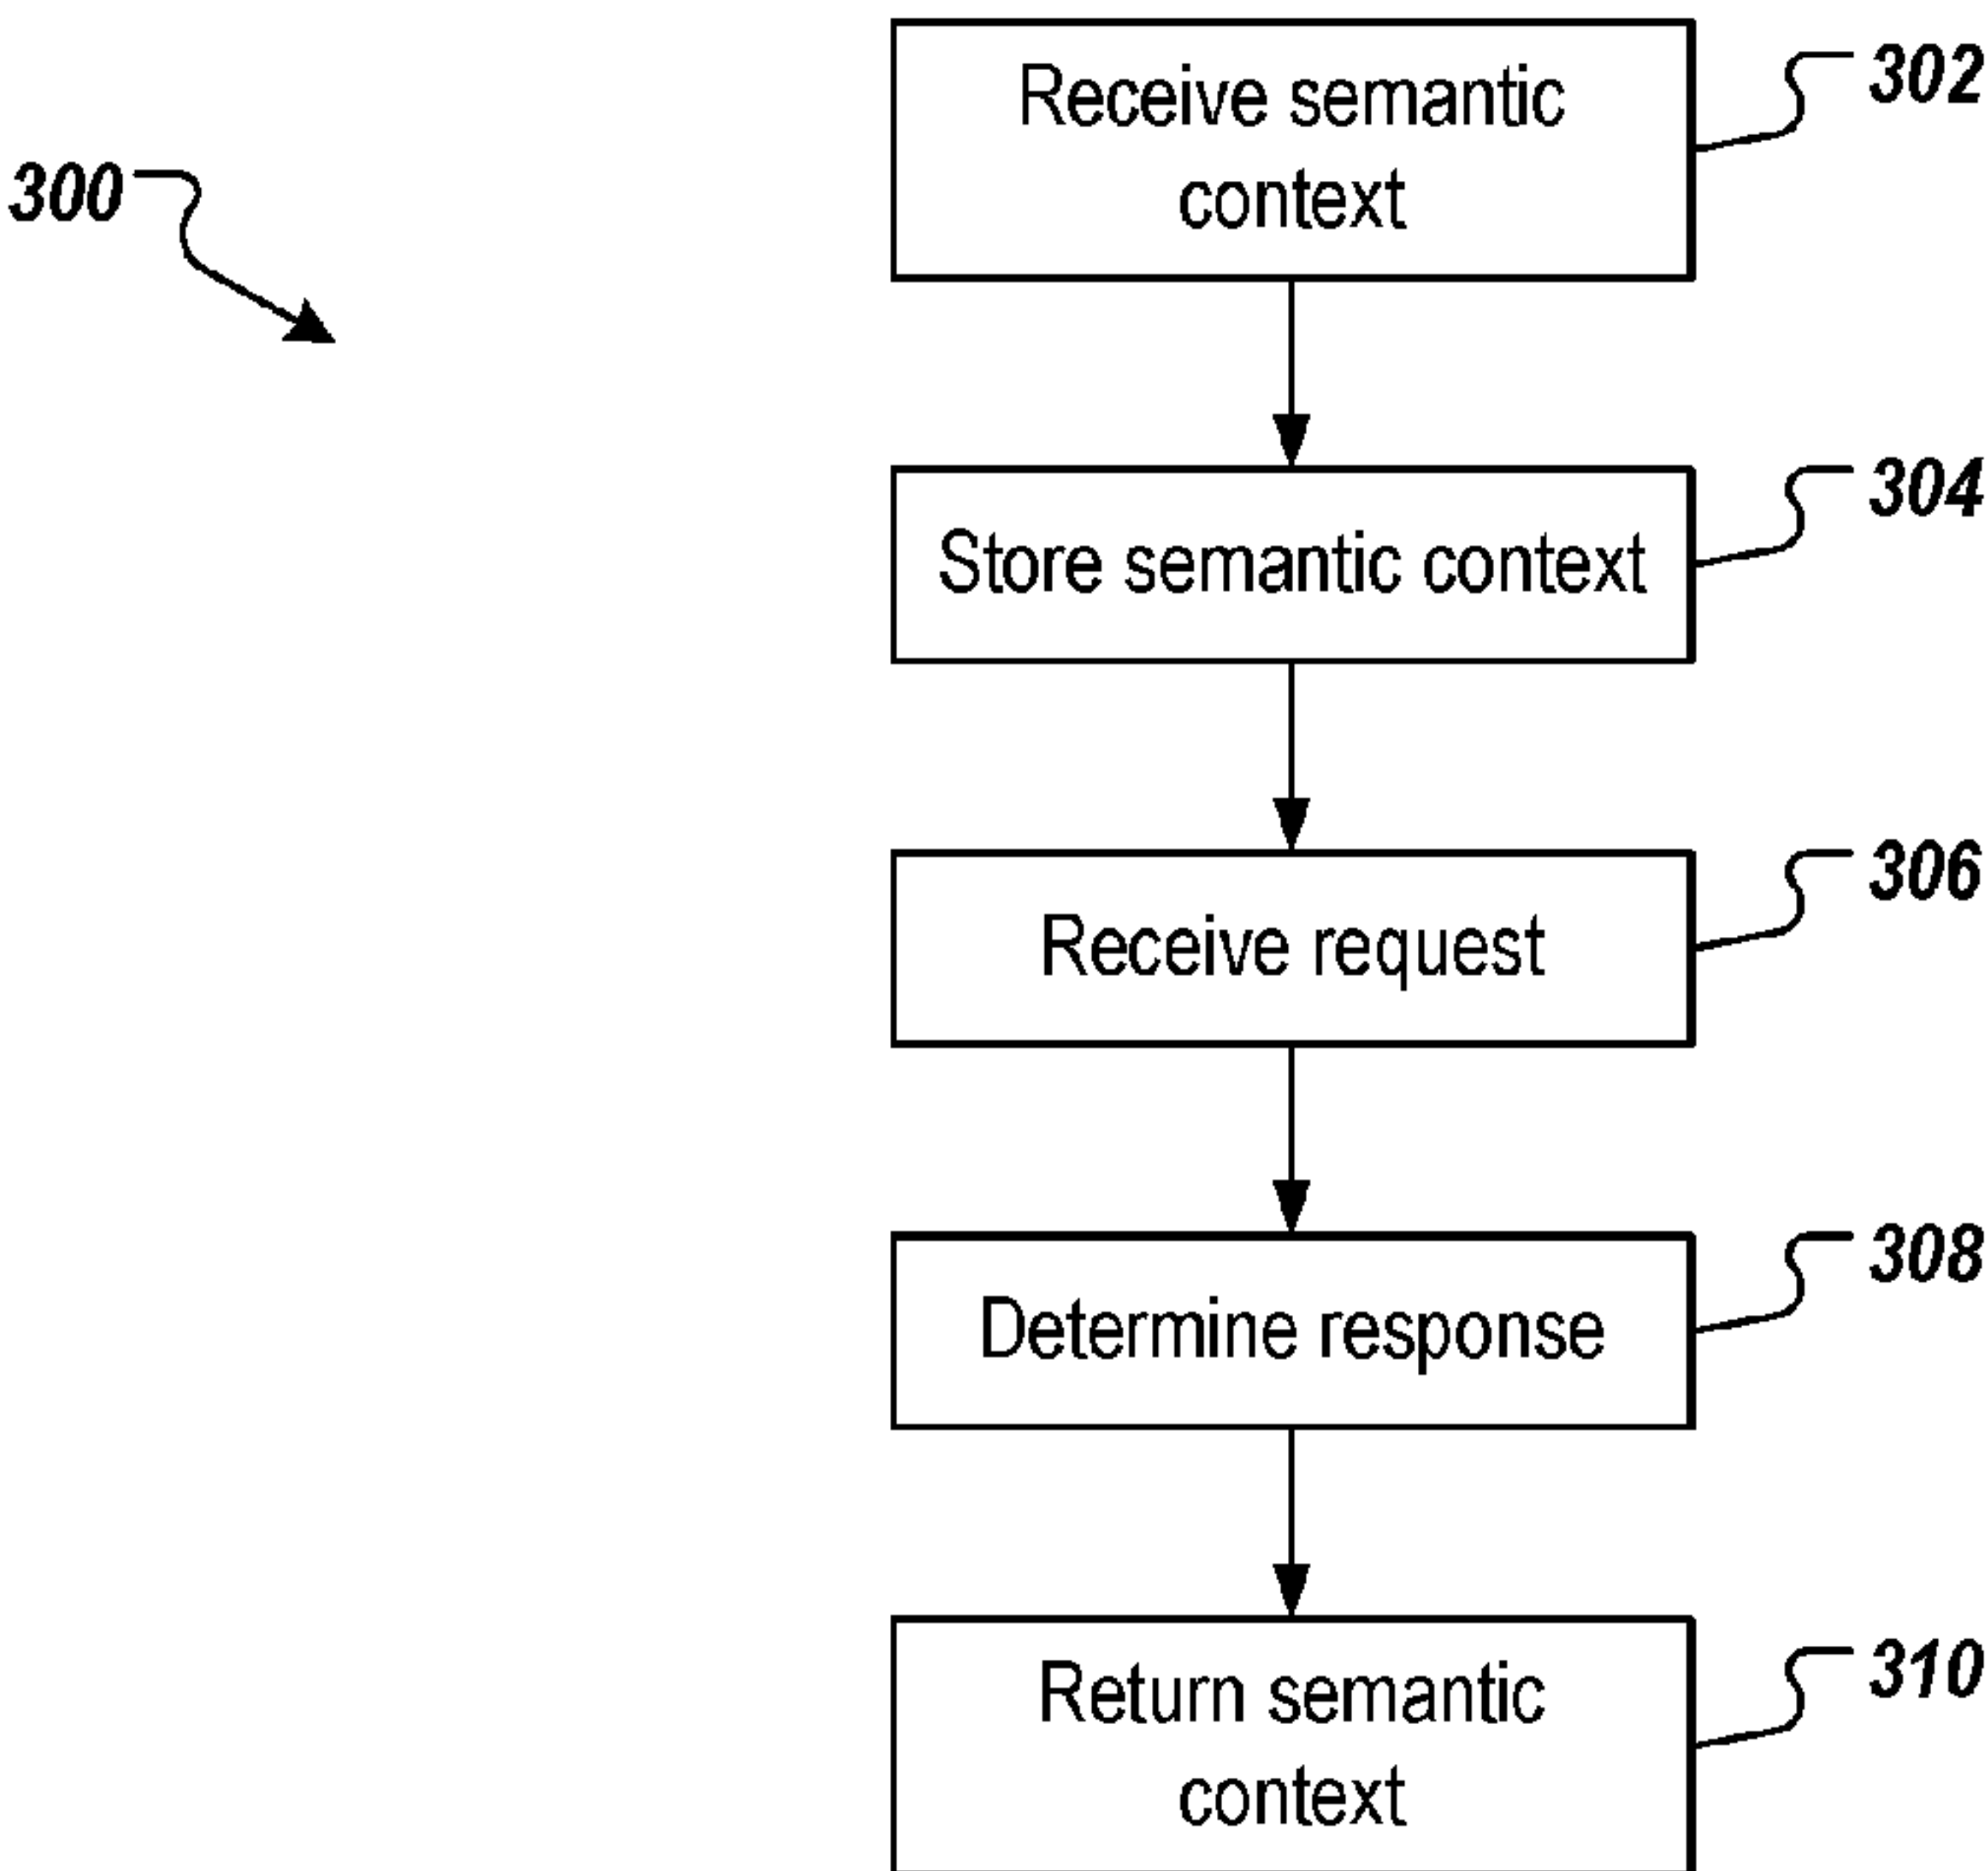 Receive semantic
context
302
300
Store semantic context
304
Receive request
306
Determine response
308
Return semantic
context
310